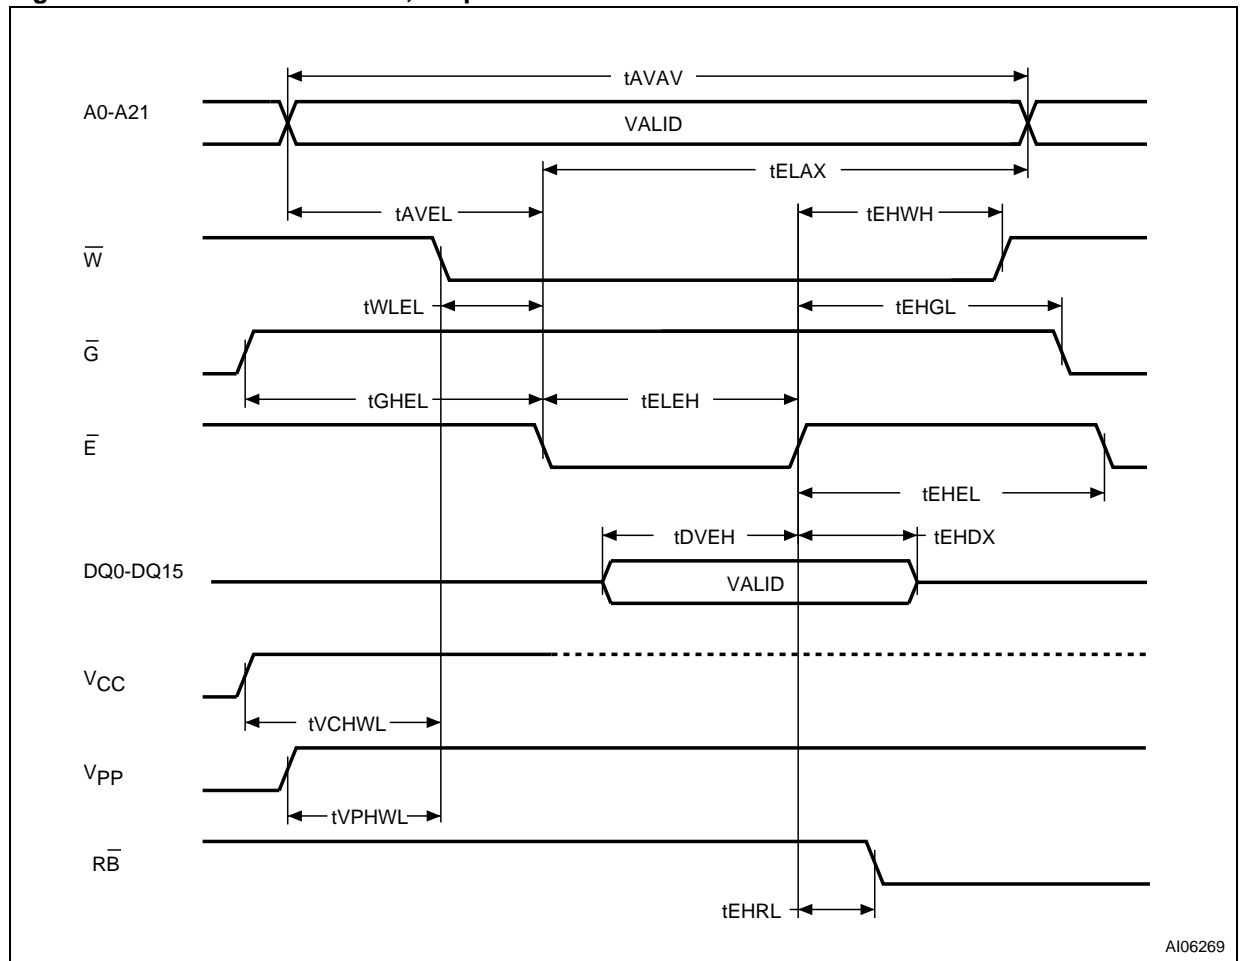 tAVAV
A0-A21
VALID
tELAX
tAVEL
tEHWH
W̅
tWLEL
tEHGL
G̅
tGHEL
tELEH
E̅
tEHEL
tDVEH
tEHDX
DQ0-DQ15
VALID
VCC
tVCHWL
VPP
tVPHWL
RB̅
tEHRL
AI06269